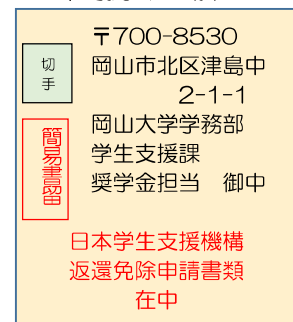 〒700-8530
切手
岡山市北区津島中
2-1-1
簡易書留
岡山大学学務部
学生支援課
奨学金担当　御中
日本学生支援機構
返還免除申請書類
在中